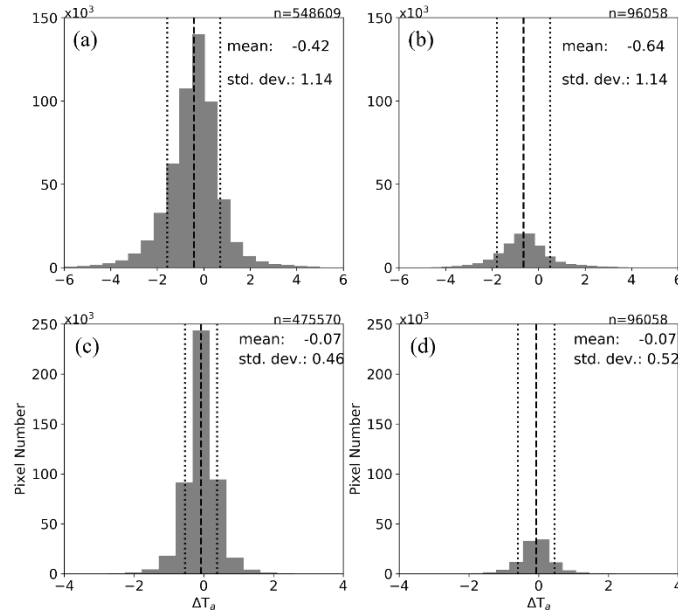 x10³ n=548609
(a)
mean: -0.42
std. dev.: 1.14
150
100
50
0
−6 −4 −2 0 2 4 6
x10³ n=96058
(b)
mean: -0.64
std. dev.: 1.14
150
100
50
0
−6 −4 −2 0 2 4 6
x10³ n=475570
(c)
mean: -0.07
std. dev.: 0.46
250
200
150
100
50
0
Pixel Number
−4 −2 0 2 4
ΔTₐ
x10³ n=96058
(d)
mean: -0.07
std. dev.: 0.52
250
200
150
100
50
0
Pixel Number
−4 −2 0 2 4
ΔTₐ